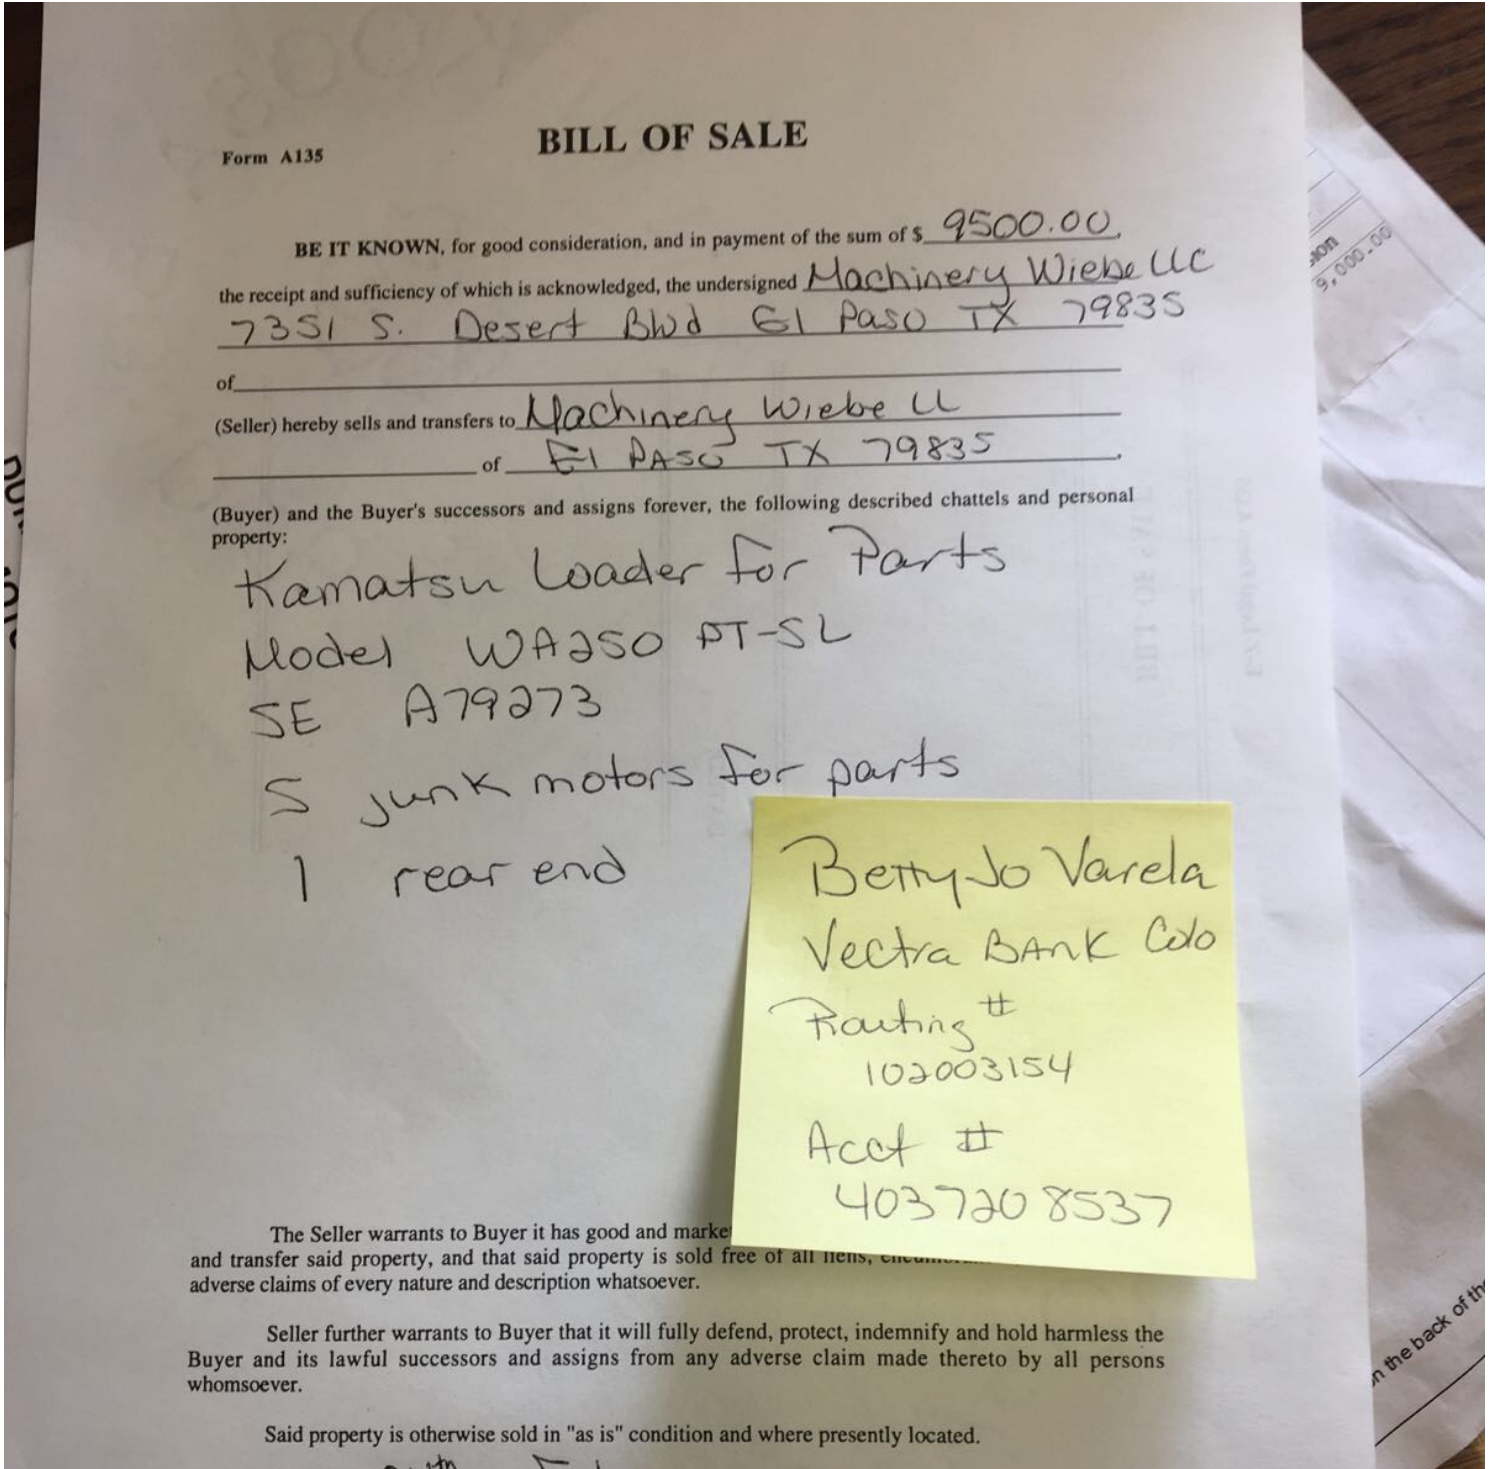 BILL OF SALE
Form A135
BE IT KNOWN, for good consideration, and in payment of the sum of $ 9500.00,
the receipt and sufficiency of which is acknowledged, the undersigned Machinery Wiebe LLC
7351 S. Desert Blvd El Paso TX 79835
of
(Seller) hereby sells and transfers to Machinery Wiebe LL
of El PASO TX 79835
(Buyer) and the Buyer's successors and assigns forever, the following described chattels and personal
property:
Kamatsu Loader for Parts
Model WA250 PT-5L
SE A79273
5 junk motors for parts
1 rear end
Betty Jo Varela
Vectra BANK Colo
Routing #
102003154
Acct #
4037208537
The Seller warrants to Buyer it has good and marke
and transfer said property, and that said property is sold free of all liens,
adverse claims of every nature and description whatsoever.
Seller further warrants to Buyer that it will fully defend, protect, indemnify and hold harmless the
Buyer and its lawful successors and assigns from any adverse claim made thereto by all persons
whomsoever.
Said property is otherwise sold in "as is" condition and where presently located.
9,000.00
on the back of the